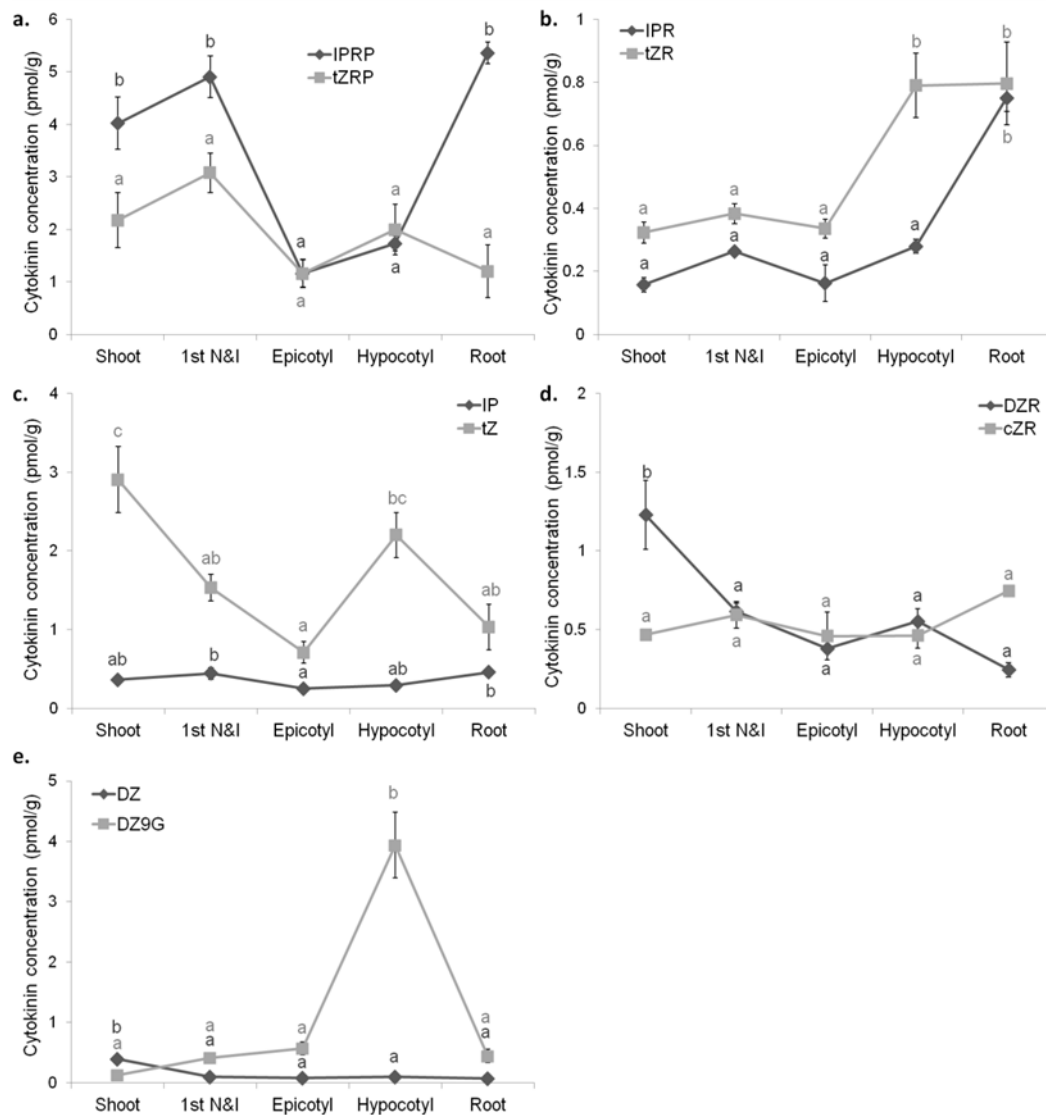 a.
Cytokinin concentration (pmol/g)
6
5
4
3
2
1
0
IPRP
tZRP
b
b
b
a
a
a
a
a
a
a
Shoot 1st N&I Epicotyl Hypocotyl Root
b.
Cytokinin concentration (pmol/g)
1
0.8
0.6
0.4
0.2
0
IPR
tZR
b
b
b
a
a
a
a
a
a
a
Shoot 1st N&I Epicotyl Hypocotyl Root
c.
Cytokinin concentration (pmol/g)
4
3
2
1
0
IP
tZ
c
ab
a
bc
ab
ab
b
a
ab
b
Shoot 1st N&I Epicotyl Hypocotyl Root
d.
Cytokinin concentration (pmol/g)
2
1.5
1
0.5
0
DZR
cZR
b
a
a
a
a
a
a
a
a
a
Shoot 1st N&I Epicotyl Hypocotyl Root
e.
Cytokinin concentration (pmol/g)
5
4
3
2
1
0
DZ
DZ9G
b
b
a
a
a
a
a
a
a
a
Shoot 1st N&I Epicotyl Hypocotyl Root